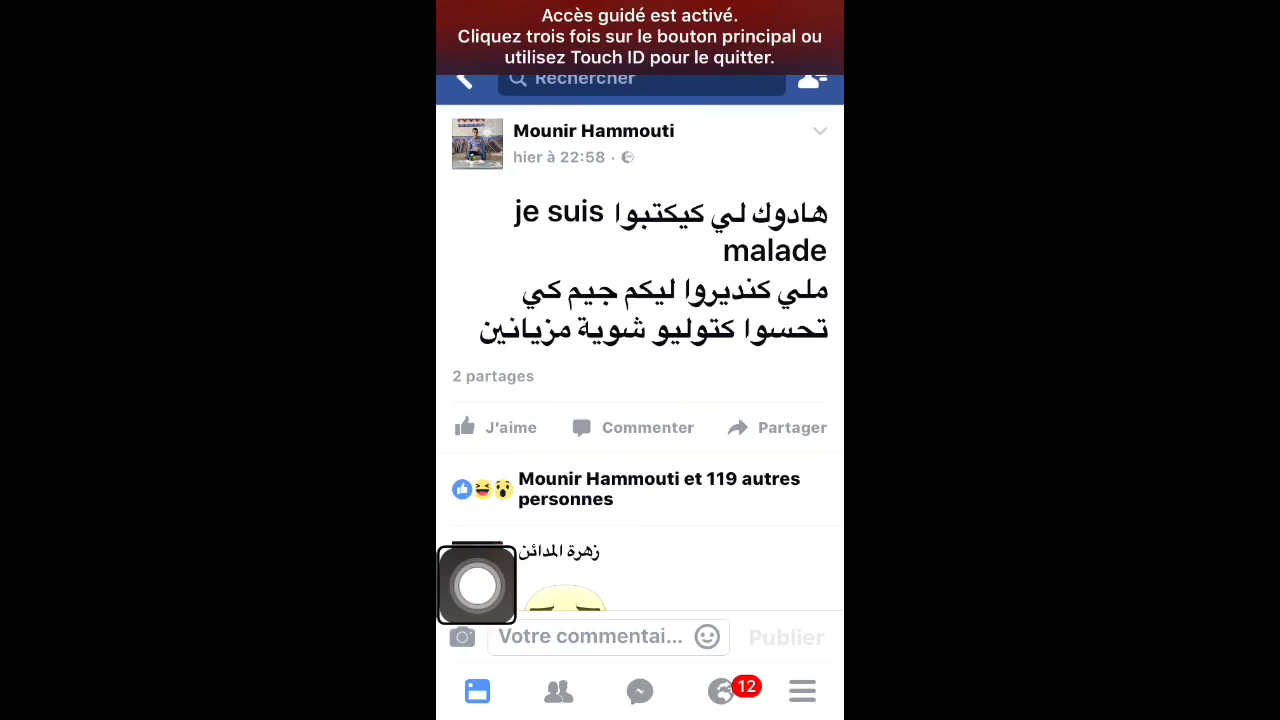 Accès guidé est activé.
Cliquez trois fois sur le bouton principal ou
utilisez Touch ID pour le quitter.
Rechercher
Mounir Hammouti
hier à 22:58 ·
هادوك لي كيكتبوا je suis
malade
ملي كنديروا ليكم جيم كي
تحسوا كتوليو شوية مزيانين
2 partages
J'aime
Commenter
Partager
Mounir Hammouti et 119 autres
personnes
زهرة المدائن
Votre commentai...
Publier
12